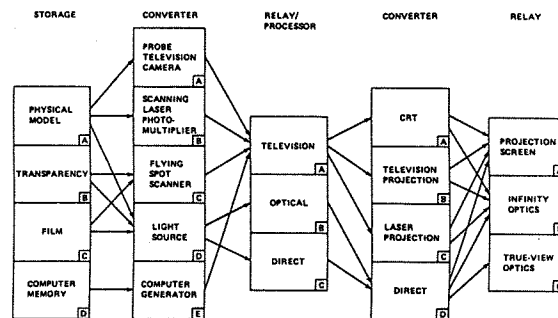 STORAGE
CONVERTER
RELAY/
PROCESSOR
CONVERTER
RELAY
PHYSICAL
MODEL
A
TRANSPARENCY
B
FILM
C
COMPUTER
MEMORY
D
PROBE
TELEVISION
CAMERA
A
SCANNING
LASER
PHOTO-
MULTIPLIER
B
FLYING
SPOT
SCANNER
C
LIGHT
SOURCE
D
COMPUTER
GENERATOR
E
TELEVISION
A
OPTICAL
B
DIRECT
C
CRT
A
TELEVISION
PROJECTION
B
LASER
PROJECTION
C
DIRECT
D
PROJECTION
SCREEN
INFINITY
OPTICS
TRUE-VIEW
OPTICS